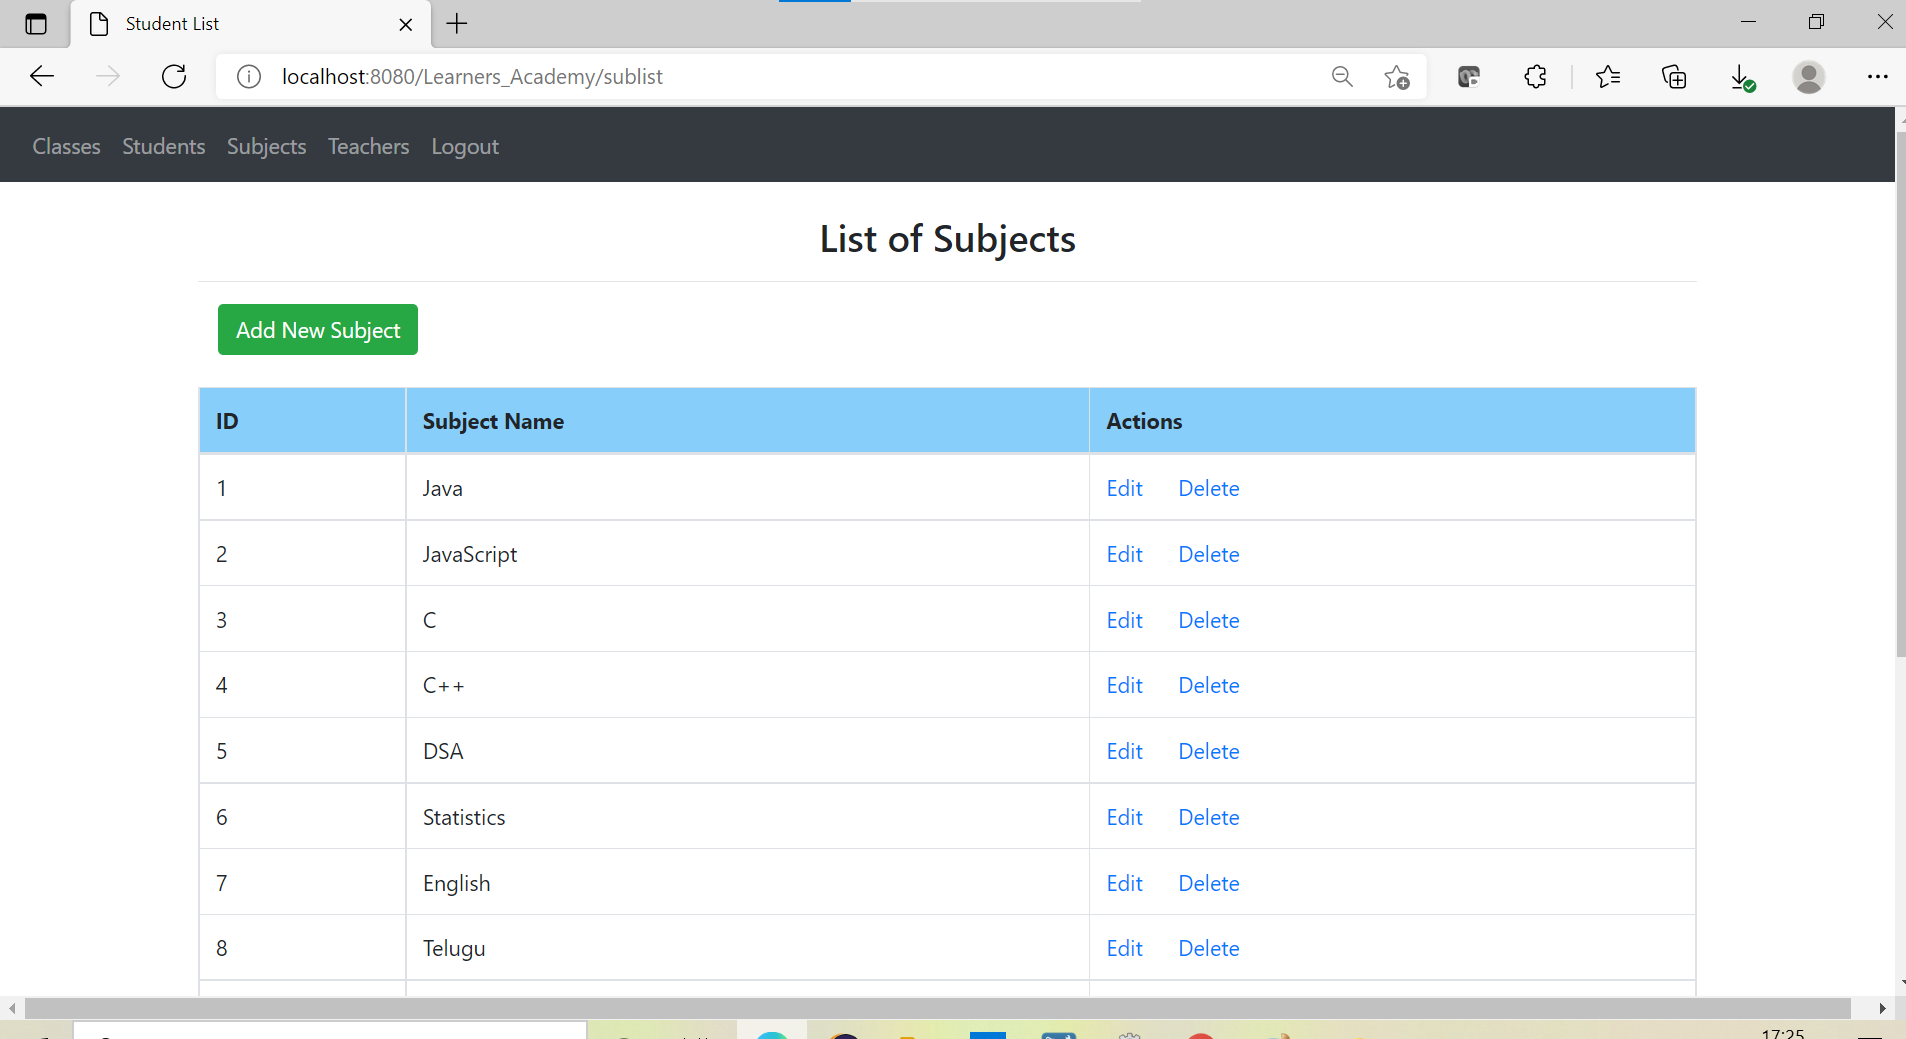 Student List
localhost:8080/Learners_Academy/sublist
Classes Students Subjects Teachers Logout
List of Subjects
Add New Subject
ID Subject Name Actions
1 Java Edit Delete
2 JavaScript Edit Delete
3 C Edit Delete
4 C++ Edit Delete
5 DSA Edit Delete
6 Statistics Edit Delete
7 English Edit Delete
8 Telugu Edit Delete
17:25